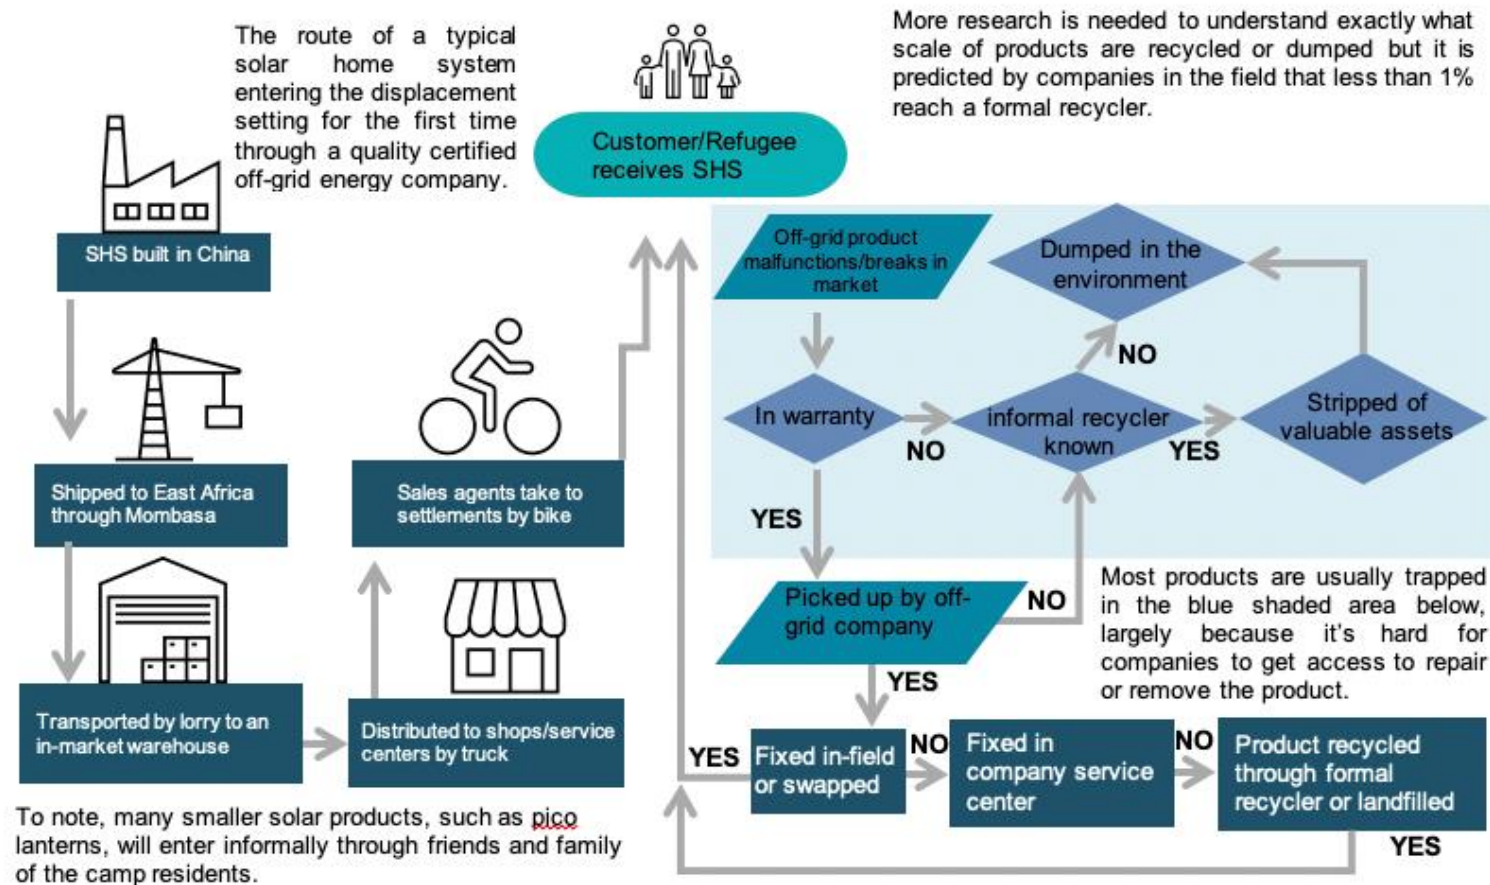 The route of a typical
solar home system
entering the displacement
setting for the first time
through a quality certified
off-grid energy company.
Customer/Refugee
receives SHS
More research is needed to understand exactly what
scale of products are recycled or dumped but it is
predicted by companies in the field that less than 1%
reach a formal recycler.
SHS built in China
Shipped to East Africa
through Mombasa
Transported by lorry to an
in-market warehouse
Distributed to shops/service
centers by truck
Sales agents take to
settlements by bike
Off-grid product
malfunctions/breaks in
market
Dumped in the
environment
NO
In warranty
NO
informal recycler
known
YES
Stripped of
valuable assets
YES
Picked up by off-
grid company
NO
Most products are usually trapped
in the blue shaded area below,
largely because it's hard for
companies to get access to repair
or remove the product.
YES
YES
Fixed in-field
or swapped
NO
Fixed in
company service
center
NO
Product recycled
through formal
recycler or landfilled
YES
To note, many smaller solar products, such as pico
lanterns, will enter informally through friends and family
of the camp residents.